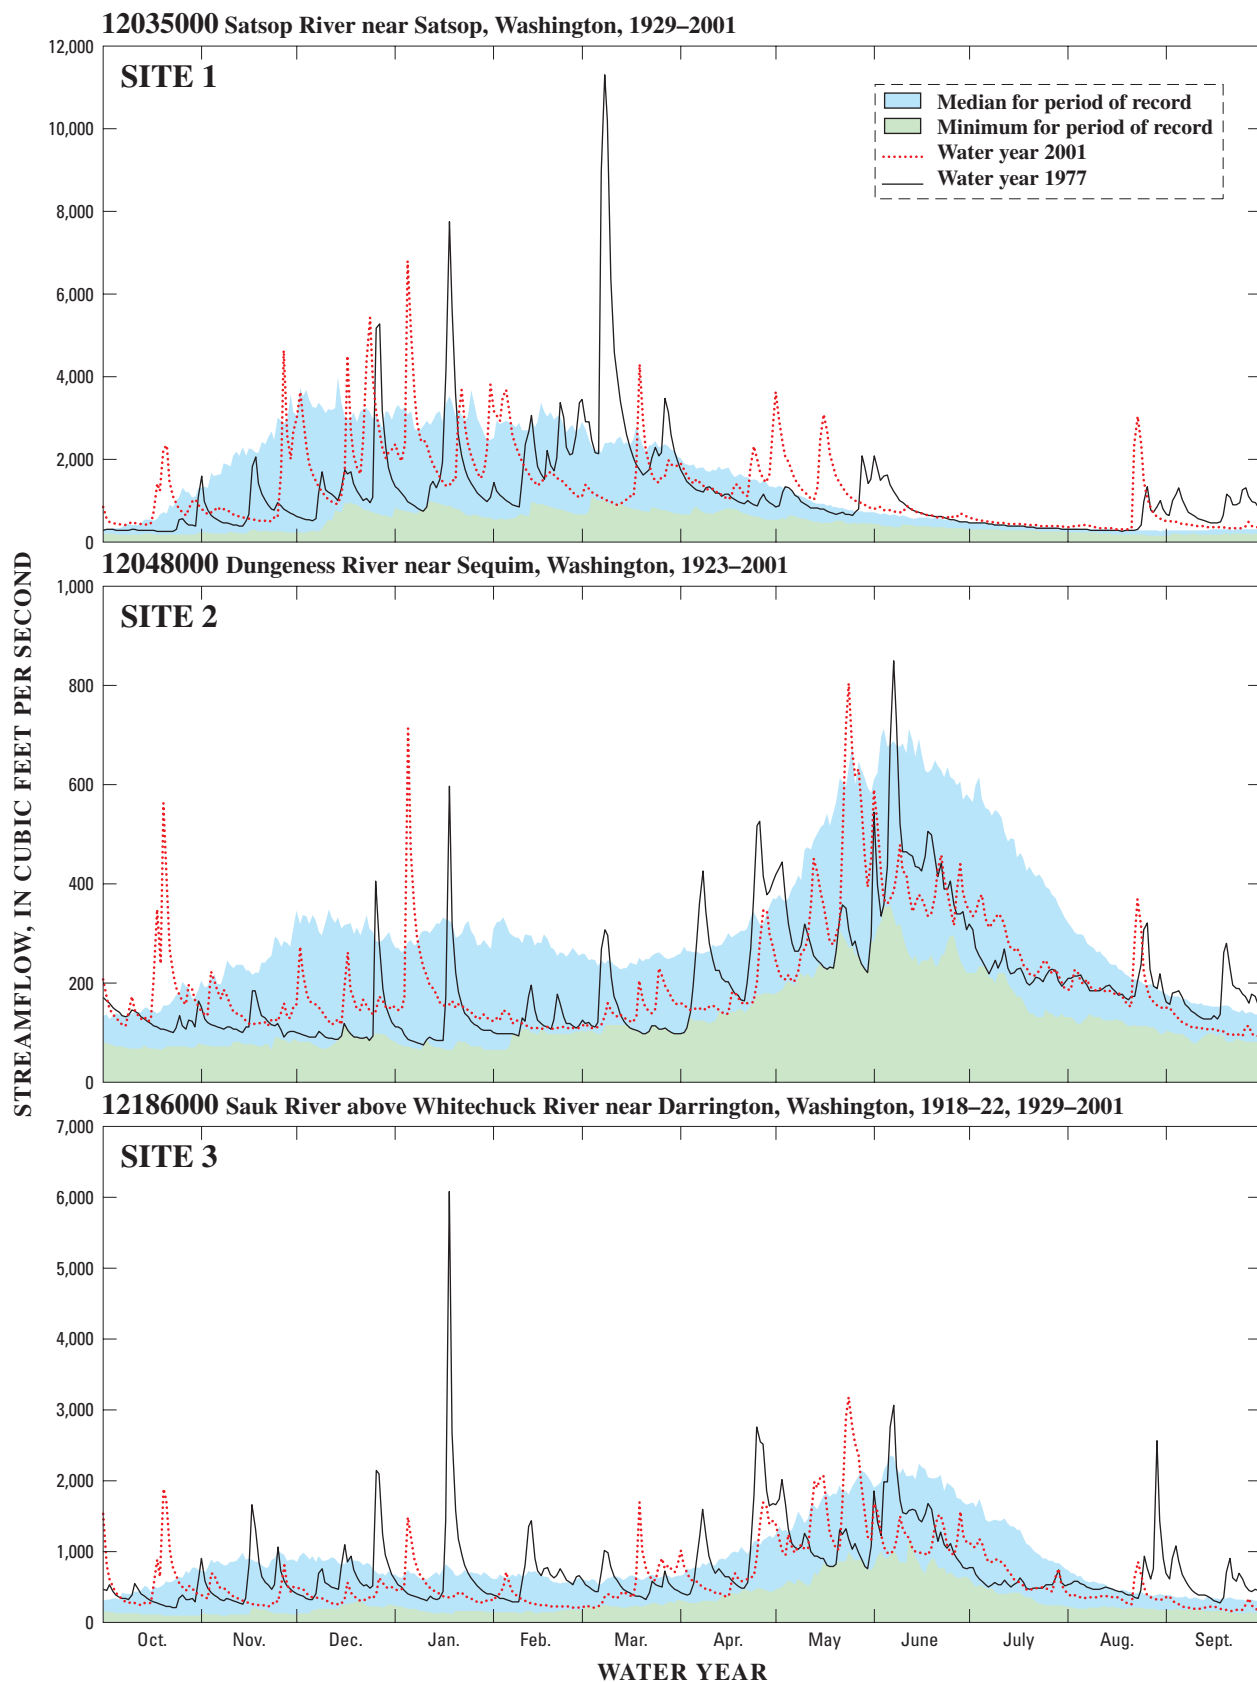 12035000 Satsop River near Satsop, Washington, 1929–2001
12,000
SITE 1
Median for period of record
Minimum for period of record
Water year 2001
Water year 1977
10,000
8,000
6,000
4,000
2,000
0
12048000 Dungeness River near Sequim, Washington, 1923–2001
1,000
SITE 2
800
600
400
200
0
STREAMFLOW, IN CUBIC FEET PER SECOND
12186000 Sauk River above Whitechuck River near Darrington, Washington, 1918–22, 1929–2001
7,000
SITE 3
6,000
5,000
4,000
3,000
2,000
1,000
0
Oct. Nov. Dec. Jan. Feb. Mar. Apr. May June July Aug. Sept.
WATER YEAR